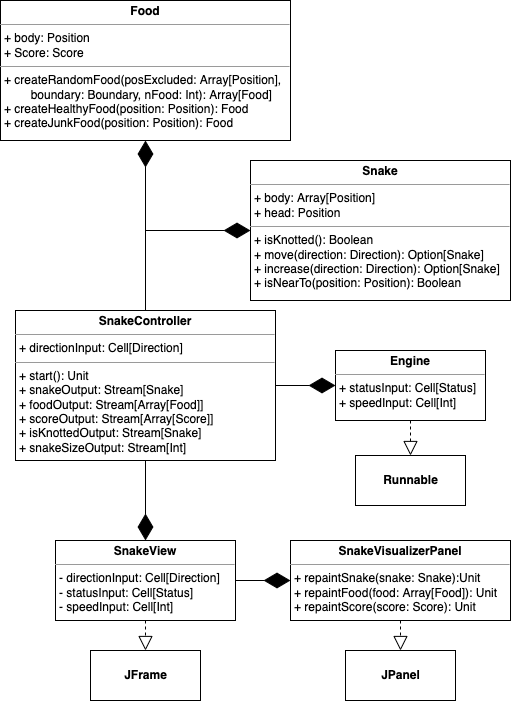 Food
+ body: Position
+ Score: Score
+ createRandomFood(posExcluded: Array[Position],
boundary: Boundary, nFood: Int): Array[Food]
+ createHealthyFood(position: Position): Food
+ createJunkFood(position: Position): Food
Snake
+ body: Array[Position]
+ head: Position
+ isKnotted(): Boolean
+ move(direction: Direction): Option[Snake]
+ increase(direction: Direction): Option[Snake]
+ isNearTo(position: Position): Boolean
SnakeController
+ directionInput: Cell[Direction]
+ start(): Unit
+ snakeOutput: Stream[Snake]
+ foodOutput: Stream[Array[Food]]
+ scoreOutput: Stream[Array[Score]]
+ isKnottedOutput: Stream[Snake]
+ snakeSizeOutput: Stream[Int]
Engine
+ statusInput: Cell[Status]
+ speedInput: Cell[Int]
Runnable
SnakeView
- directionInput: Cell[Direction]
- statusInput: Cell[Status]
- speedInput: Cell[Int]
SnakeVisualizerPanel
+ repaintSnake(snake: Snake):Unit
+ repaintFood(food: Array[Food]): Unit
+ repaintScore(score: Score): Unit
JFrame
JPanel